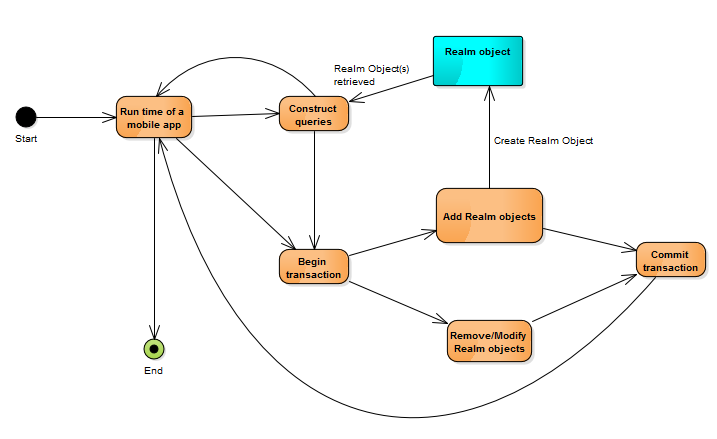 Realm object
Realm Object(s)
retrieved
Run time of a
mobile app
Construct
queries
Start
Create Realm Object
Add Realm objects
Begin
transaction
Commit
transaction
Remove/Modify
Realm objects
End